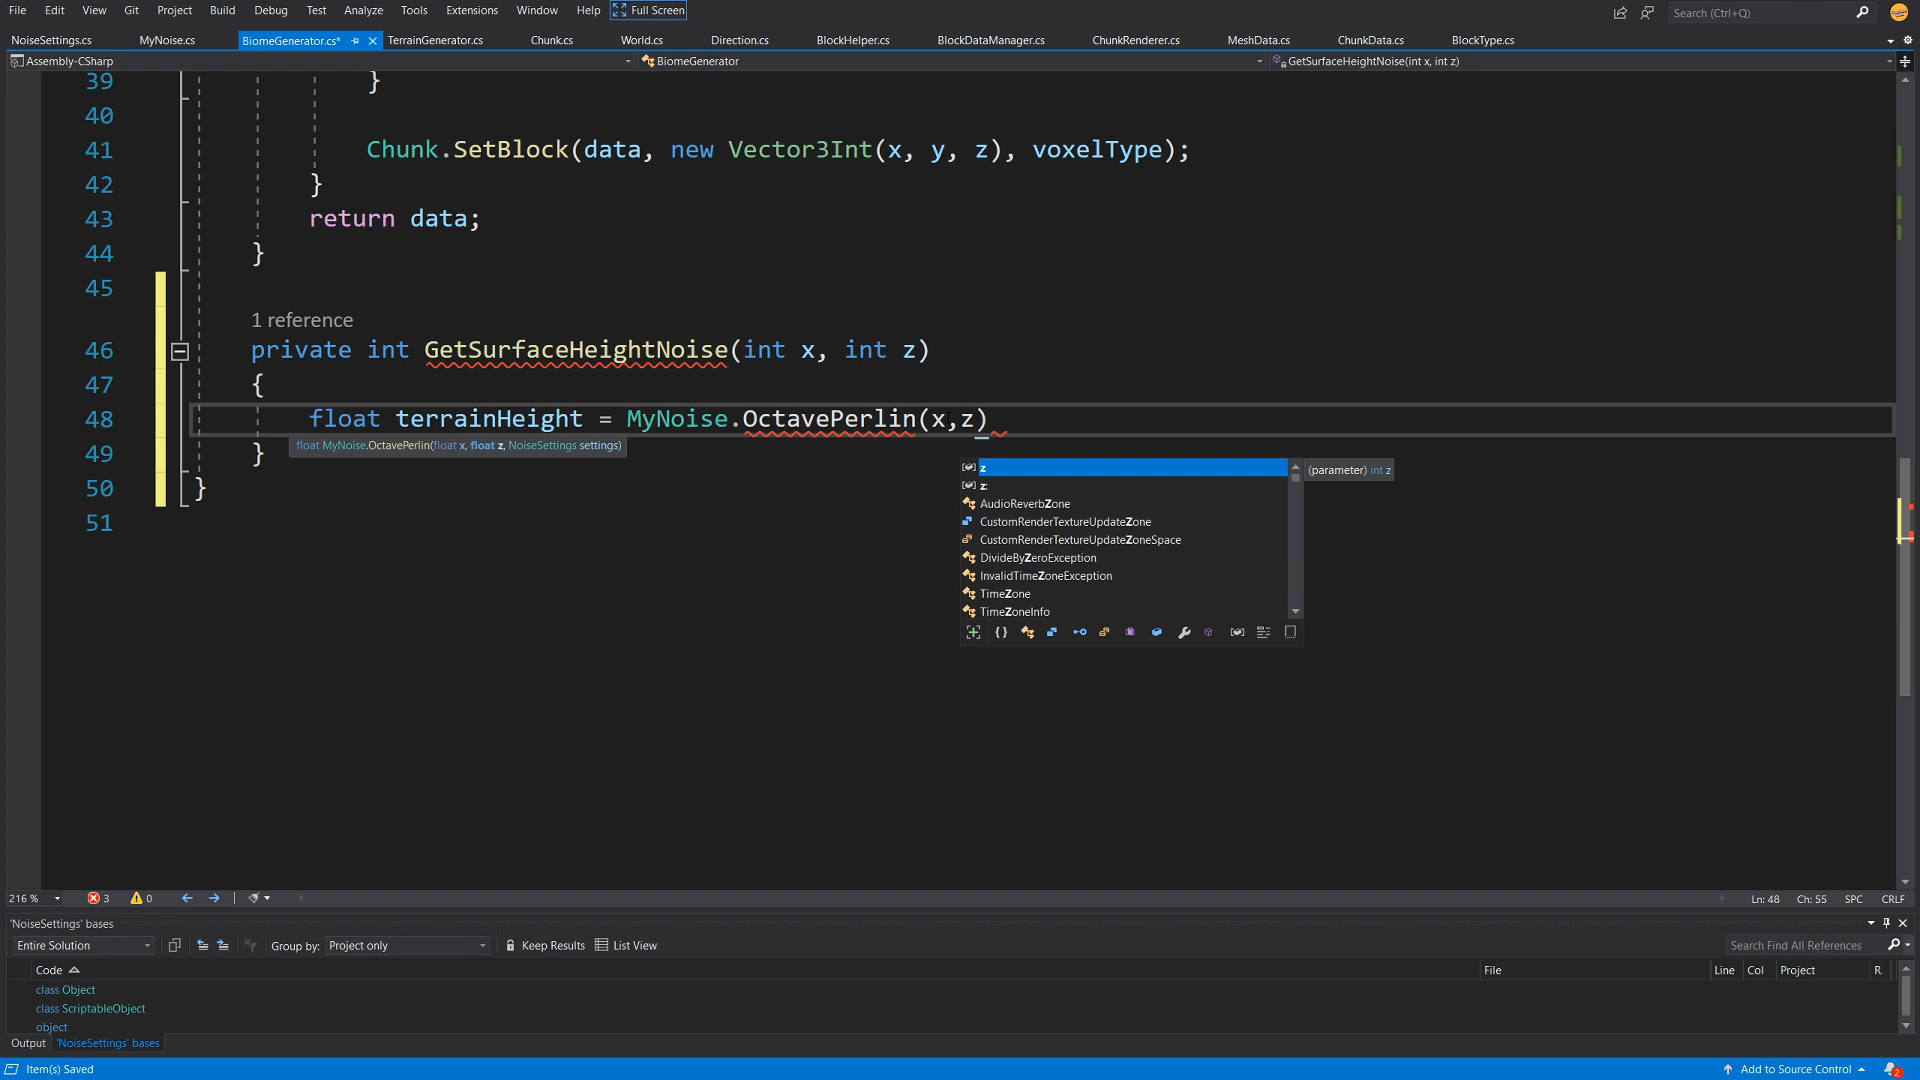 File Edit View Git Project Build Debug Test Analyze Tools Extensions Window Help Full Screen Search (Ctrl+Q)
NoiseSettings.cs MyNoise.cs BiomeGenerator.cs* TerrainGenerator.cs Chunk.cs World.cs Direction.cs BlockHelper.cs BlockDataManager.cs ChunkRenderer.cs MeshData.cs ChunkData.cs BlockType.cs
Assembly-CSharp BiomeGenerator GetSurfaceHeightNoise(int x, int z)
39 }
40
41 Chunk.SetBlock(data, new Vector3Int(x, y, z), voxelType);
42 }
43 return data;
44 }
45
1 reference
46 private int GetSurfaceHeightNoise(int x, int z)
47 {
48 float terrainHeight = MyNoise.OctavePerlin(x,z)
float MyNoise.OctavePerlin(float x, float z, NoiseSettings settings)
49 }
z (parameter) int z
z:
50 }
AudioReverbZone
51
CustomRenderTextureUpdateZone
CustomRenderTextureUpdateZoneSpace
DivideByZeroException
InvalidTimeZoneException
TimeZone
TimeZoneInfo
216 % 3 0 Ln: 48 Ch: 55 SPC CRLF
'NoiseSettings' bases
Entire Solution Group by: Project only Keep Results List View Search Find All References
Code File Line Col Project R.
class Object
class ScriptableObject
object
Output 'NoiseSettings' bases
Item(s) Saved Add to Source Control 2